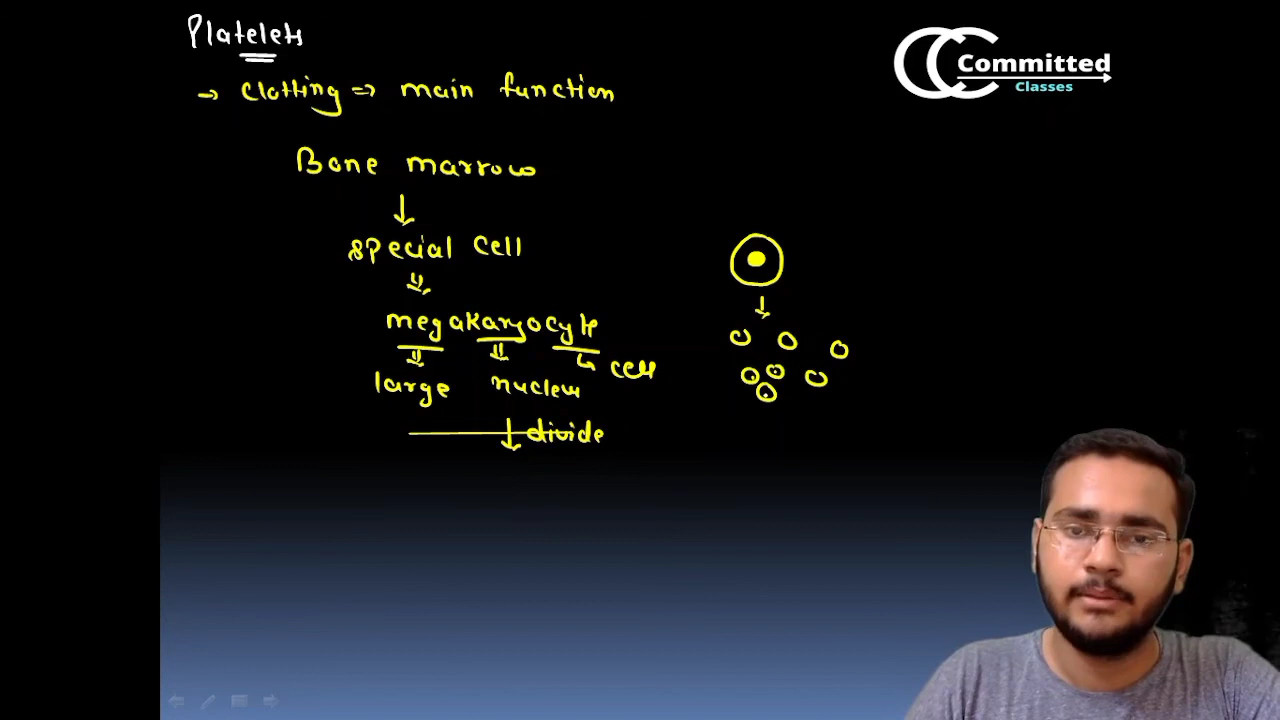 Platelets
→ Clotting ⇒ main function
Committed
Classes
Bone marrow
↓
special cell
⇓
megakaryocyte
large nucleus cell
↓ divide